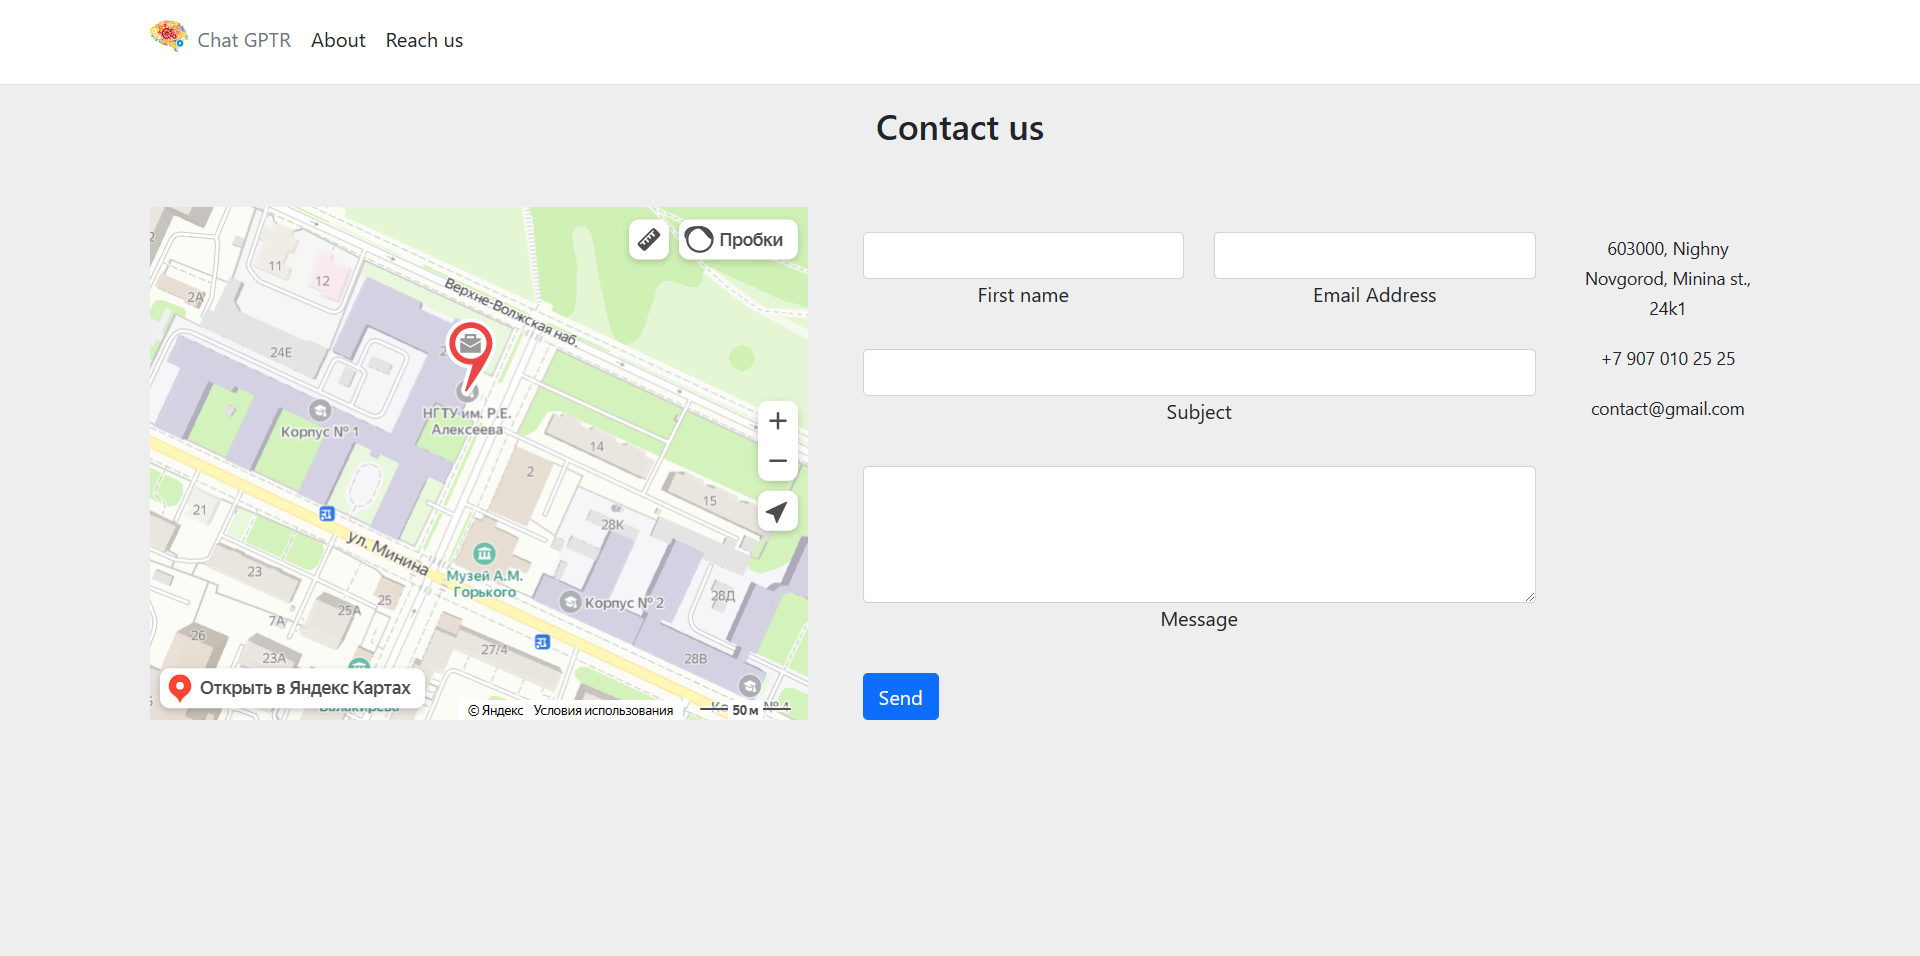 Chat GPTR About Reach us
Contact us
Пробки
2А
11
12
Верхне-Волжская наб.
24Е
НГТУ им. Р.Е.
Алексеева
Корпус № 1
14
2
15
21
28К
ул. Минина
Музей А.М.
Горького
23
25А
25
7А
26
23А
Корпус № 2
28Д
27/4
28В
Открыть в Яндекс Картах
© Яндекс Условия использования
50 м
First name
Email Address
Subject
Message
Send
603000, Nighny
Novgorod, Minina st.,
24k1
+7 907 010 25 25
contact@gmail.com